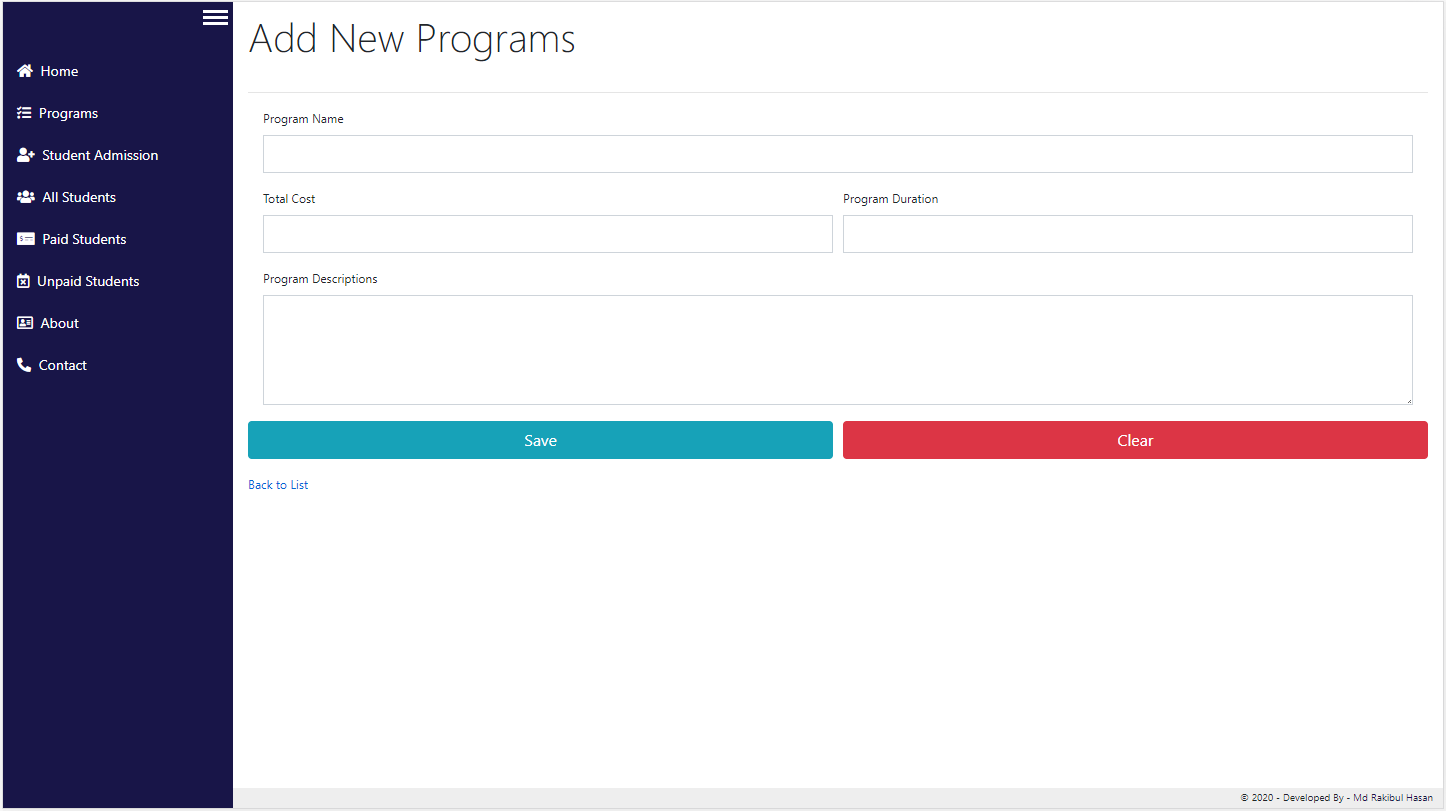 Add New Programs
Home
Programs
Student Admission
All Students
Paid Students
Unpaid Students
About
Contact
Program Name
Total Cost
Program Duration
Program Descriptions
Save
Clear
Back to List
© 2020 - Developed By - Md Rakibul Hasan